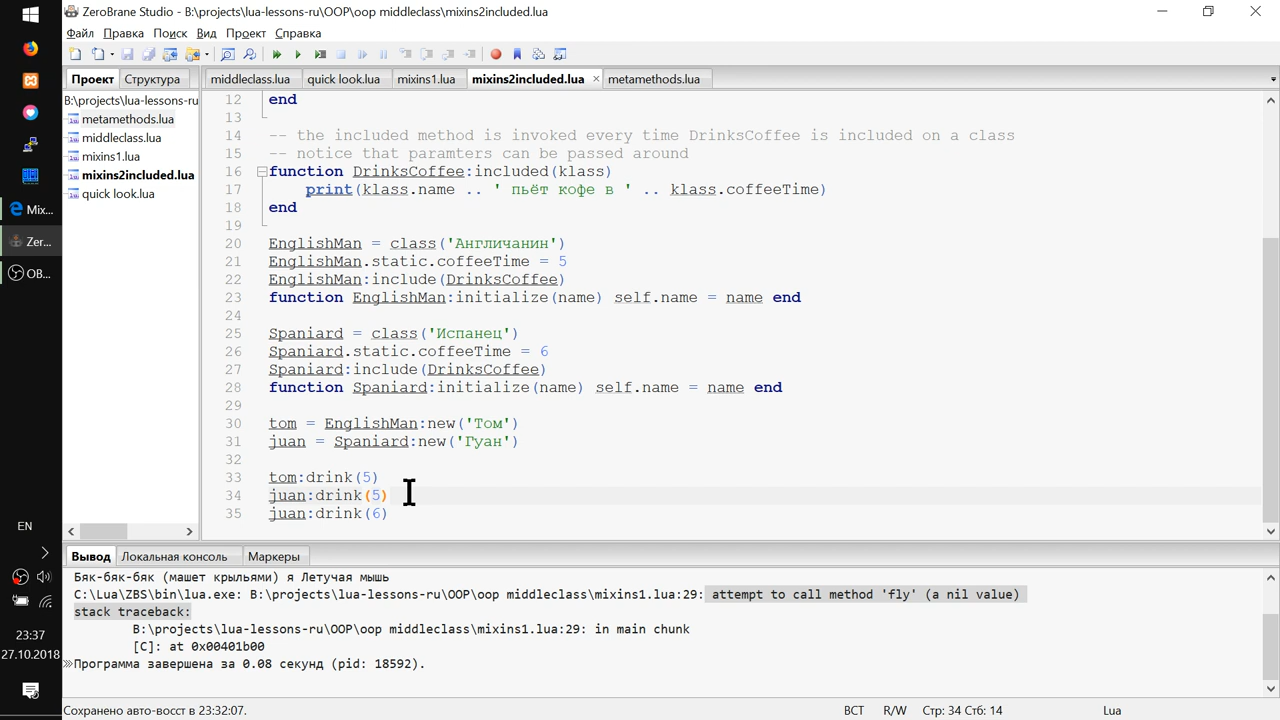 ZeroBrane Studio - B:\projects\lua-lessons-ru\OOP\oop middleclass\mixins2included.lua
Файл Правка Поиск Вид Проект Справка
Проект Структура
middleclass.lua quick look.lua mixins1.lua mixins2included.lua metamethods.lua
B:\projects\lua-lessons-ru
metamethods.lua
middleclass.lua
mixins1.lua
mixins2included.lua
quick look.lua
12 end
13
14 -- the included method is invoked every time DrinksCoffee is included on a class
15 -- notice that paramters can be passed around
16 function DrinksCoffee:included(klass)
17 print(klass.name .. ' пьёт кофе в ' .. klass.coffeeTime)
18 end
19
20 EnglishMan = class('Англичанин')
21 EnglishMan.static.coffeeTime = 5
22 EnglishMan:include(DrinksCoffee)
23 function EnglishMan:initialize(name) self.name = name end
24
25 Spaniard = class('Испанец')
26 Spaniard.static.coffeeTime = 6
27 Spaniard:include(DrinksCoffee)
28 function Spaniard:initialize(name) self.name = name end
29
30 tom = EnglishMan:new('Том')
31 juan = Spaniard:new('Гуан')
32
33 tom:drink(5)
34 juan:drink(5)
35 juan:drink(6)
Вывод Локальная консоль Маркеры
Бяк-бяк-бяк (машет крыльями) я Летучая мышь
C:\Lua\ZBS\bin\lua.exe: B:\projects\lua-lessons-ru\OOP\oop middleclass\mixins1.lua:29: attempt to call method 'fly' (a nil value)
stack traceback:
B:\projects\lua-lessons-ru\OOP\oop middleclass\mixins1.lua:29: in main chunk
[C]: at 0x00401b00
Программа завершена за 0.08 секунд (pid: 18592).
Сохранено авто-восст в 23:32:07.
ВСТ R/W Стр: 34 Стб: 14 Lua
Mix...
Zer...
OB...
EN
23:37
27.10.2018